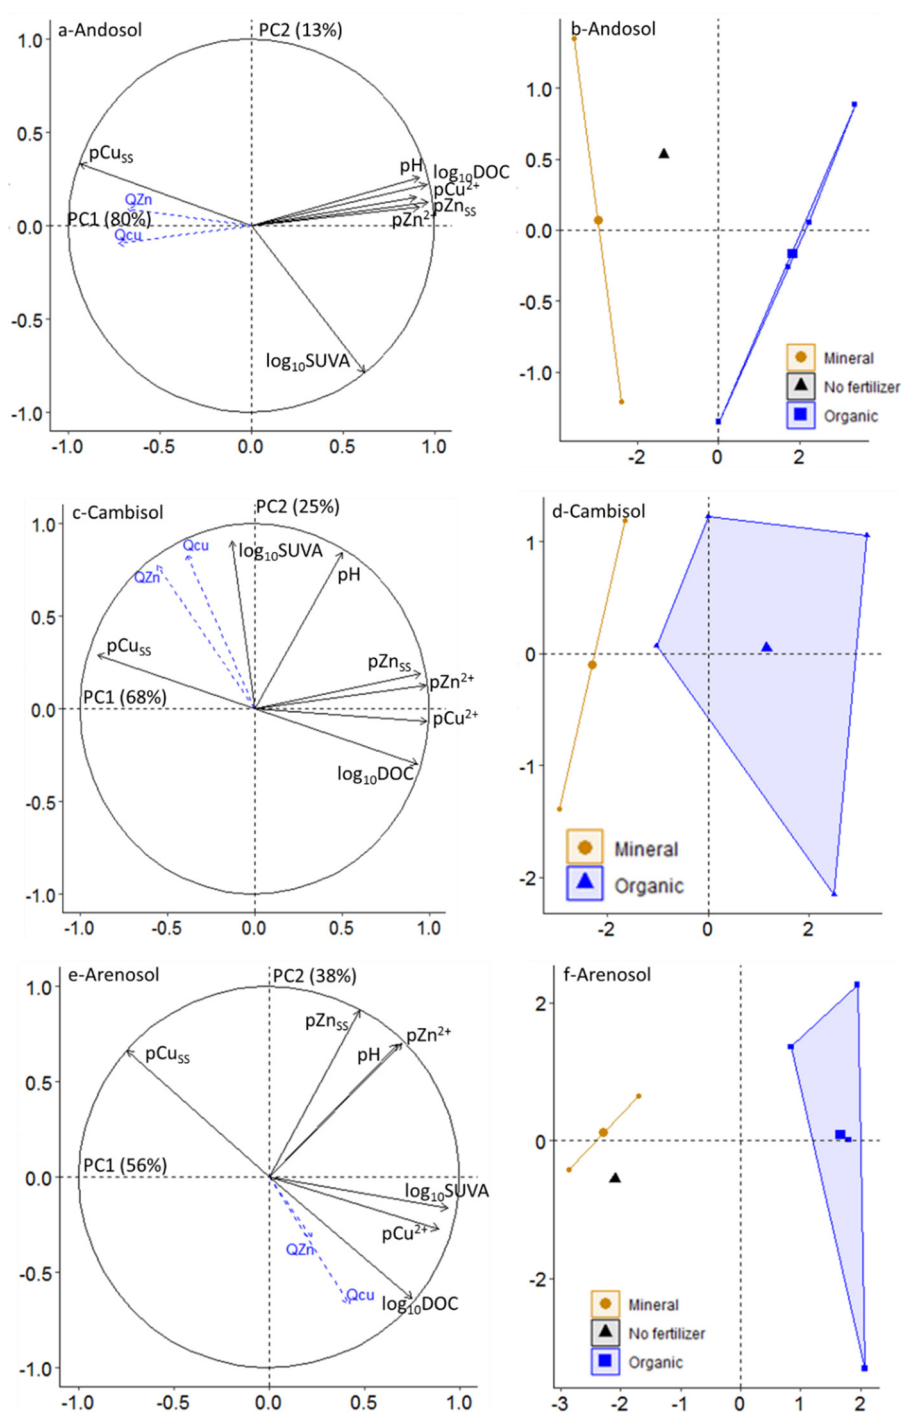 a-Andosol
PC2 (13%)
1.0
0.5
0.0
-0.5
-1.0
pCuSS
QZn
PC1 (80%)
Qcu
pH
log10DOC
pCu2+
pZnSS
pZn2+
log10SUVA
-1.0 -0.5 0.0 0.5 1.0
b-Andosol
1.0
0.5
0.0
-0.5
-1.0
Mineral
No fertilizer
Organic
-2 0 2
c-Cambisol
PC2 (25%)
1.0
0.5
0.0
-0.5
-1.0
Qcu
QZn
log10SUVA
pH
pCuSS
pZnSS
pZn2+
PC1 (68%)
pCu2+
log10DOC
-1.0 -0.5 0.0 0.5 1.0
d-Cambisol
1
0
-1
-2
Mineral
Organic
-2 0 2
e-Arenosol
PC2 (38%)
1.0
0.5
0.0
-0.5
-1.0
pZnSS
pZn2+
pH
pCuSS
PC1 (56%)
log10SUVA
pCu2+
QZn
Qcu
log10DOC
-1.0 -0.5 0.0 0.5 1.0
f-Arenosol
2
0
-2
Mineral
No fertilizer
Organic
-3 -2 -1 0 1 2